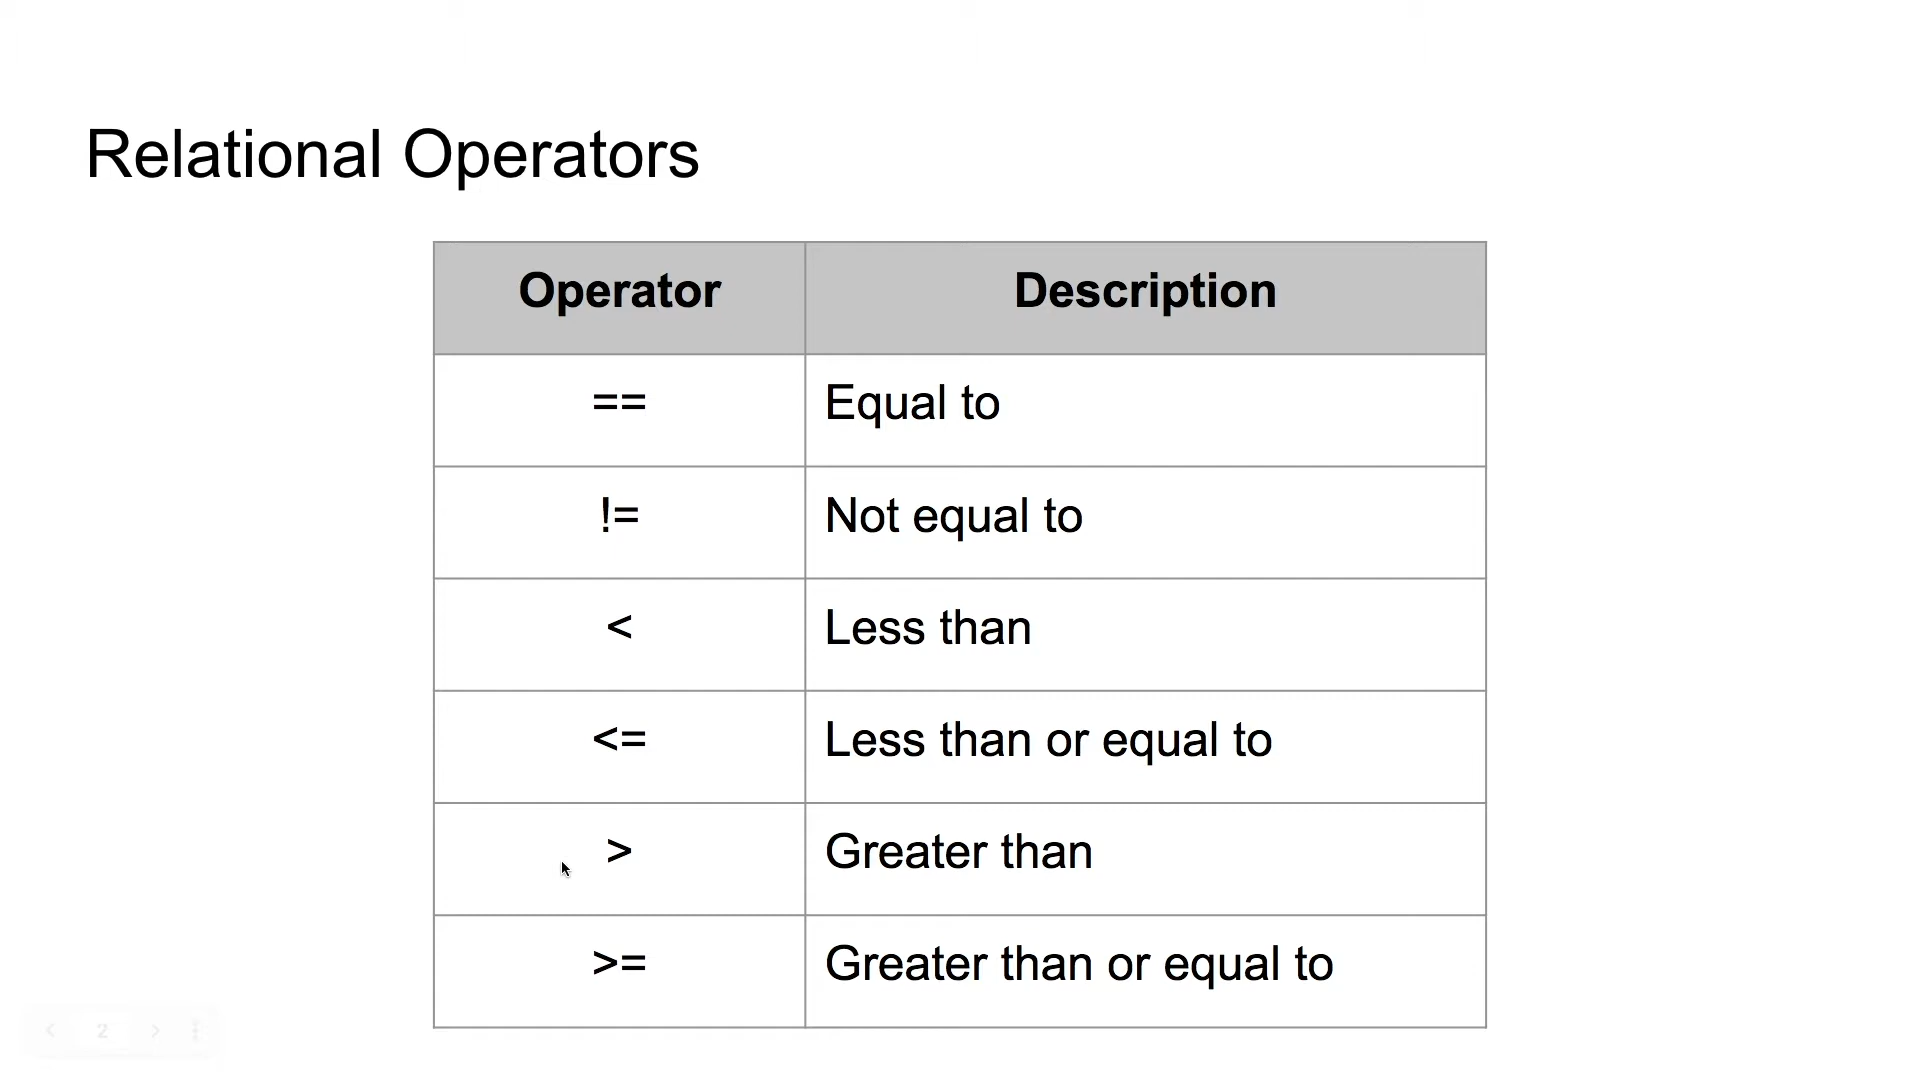 Relational Operators
Operator Description
== Equal to
!= Not equal to
< Less than
<= Less than or equal to
> Greater than
>= Greater than or equal to
2